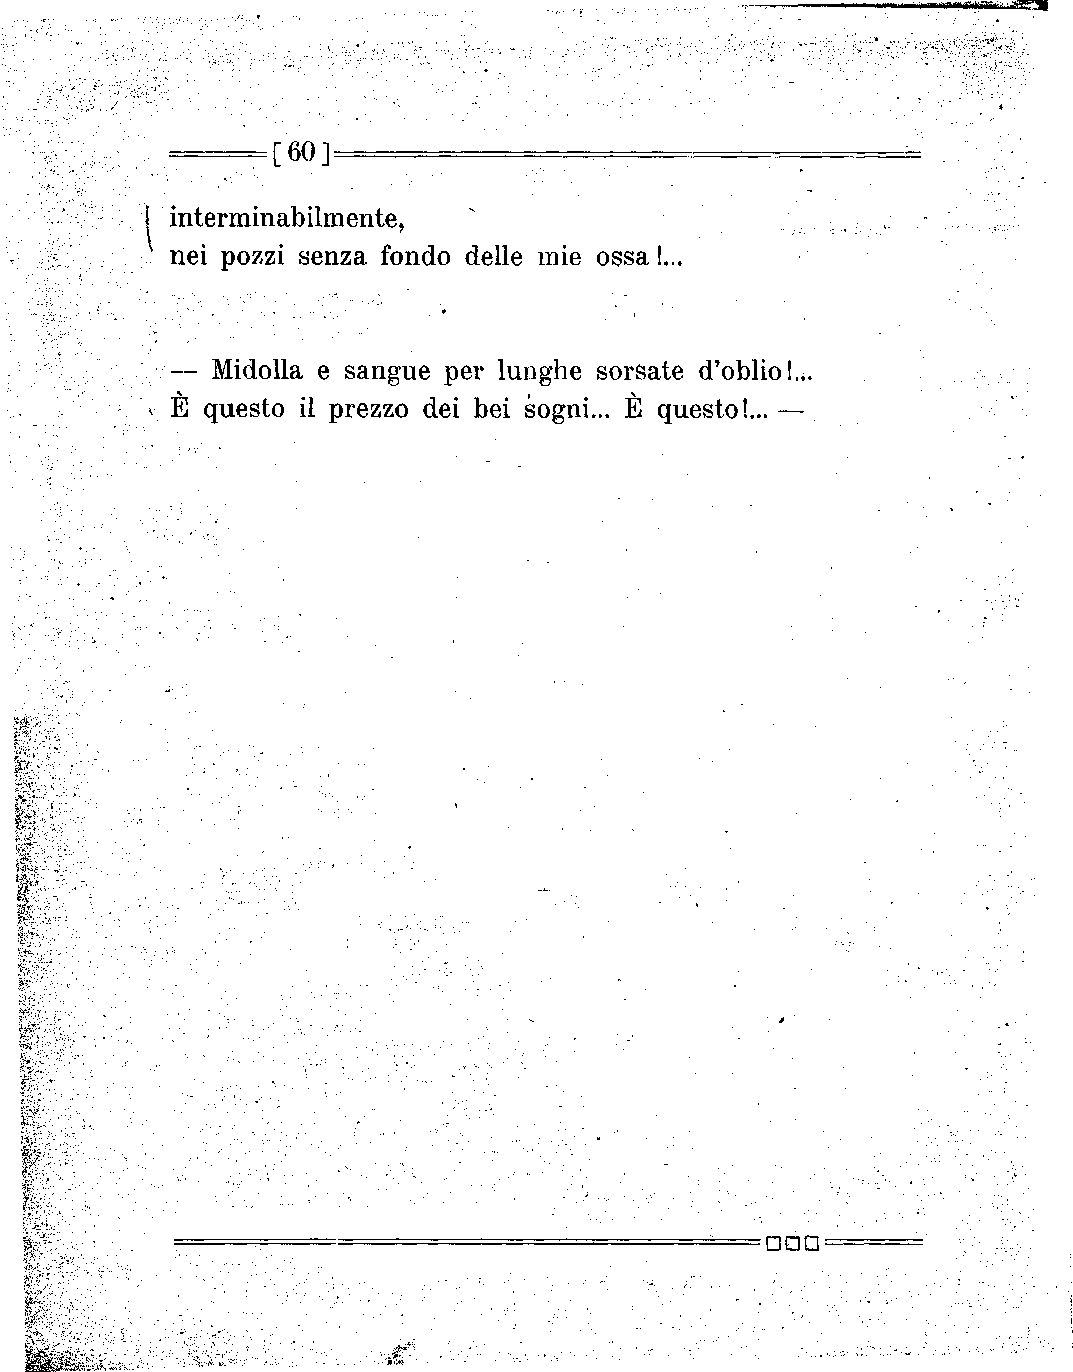 [ 60 ]
interminabilmente,
nei pozzi senza fondo delle mie ossa!...
— Midolla e sangue per lunghe sorsate d'oblio!...
È questo il prezzo dei bei sogni... È questo!... —